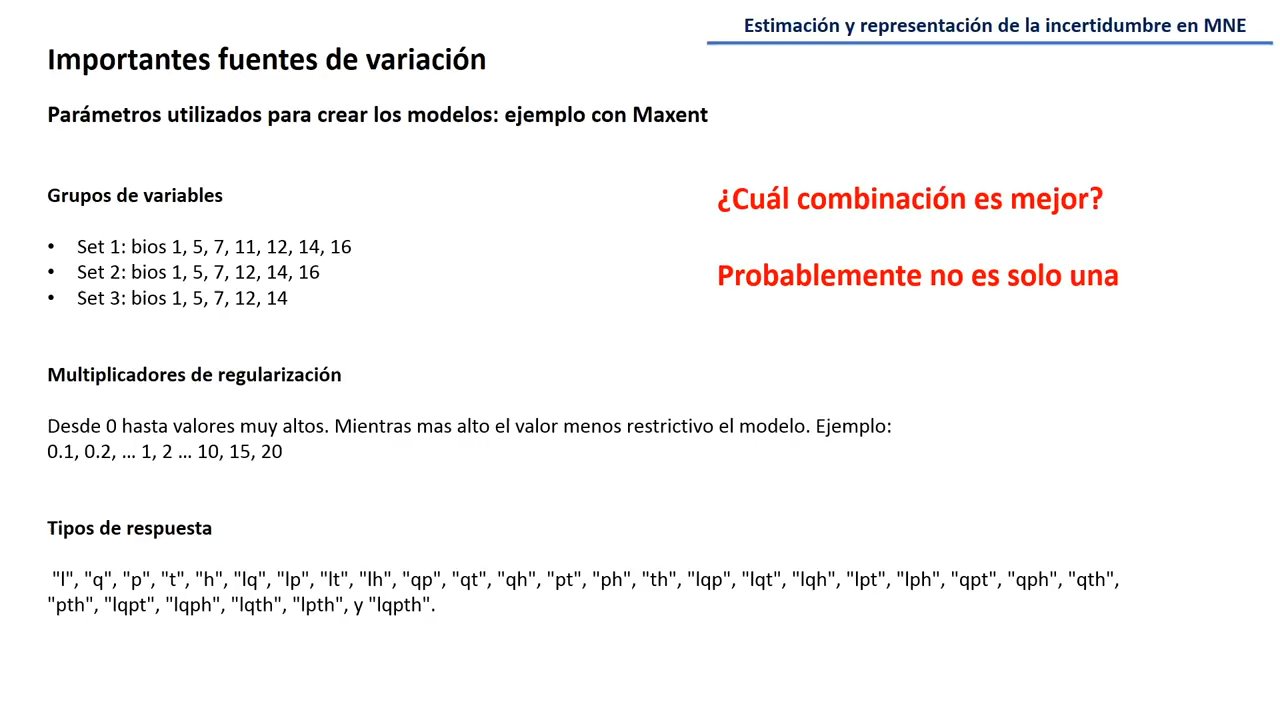 Estimación y representación de la incertidumbre en MNE
Importantes fuentes de variación
Parámetros utilizados para crear los modelos: ejemplo con Maxent
Grupos de variables
• Set 1: bios 1, 5, 7, 11, 12, 14, 16
• Set 2: bios 1, 5, 7, 12, 14, 16
• Set 3: bios 1, 5, 7, 12, 14
¿Cuál combinación es mejor?
Probablemente no es solo una
Multiplicadores de regularización
Desde 0 hasta valores muy altos. Mientras mas alto el valor menos restrictivo el modelo. Ejemplo:
0.1, 0.2, … 1, 2 … 10, 15, 20
Tipos de respuesta
"l", "q", "p", "t", "h", "lq", "lp", "lt", "lh", "qp", "qt", "qh", "pt", "ph", "th", "lqp", "lqt", "lqh", "lpt", "lph", "qpt", "qph", "qth",
"pth", "lqpt", "lqph", "lqth", "lpth", y "lqpth".